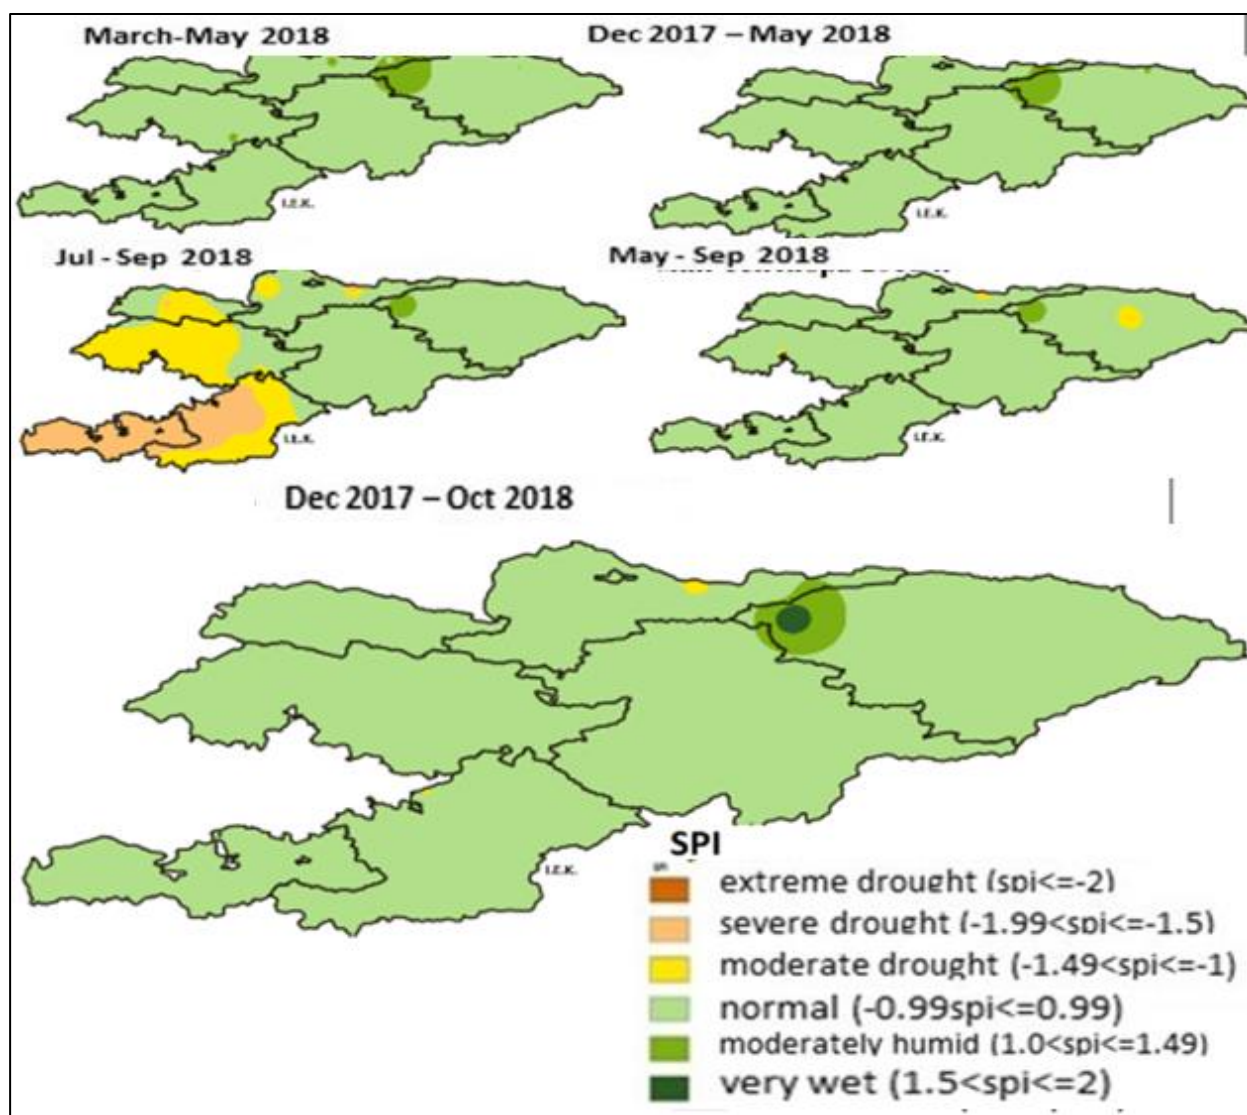 March-May 2018
Dec 2017 – May 2018
I.E.K.
I.E.K.
Jul - Sep 2018
May - Sep 2018
I.E.K.
I.E.K.
Dec 2017 – Oct 2018
I.E.K.
SPI
extreme drought (spi<=-2)
severe drought (-1.99<spi<=-1.5)
moderate drought (-1.49<spi<=-1)
normal (-0.99spi<=0.99)
moderately humid (1.0<spi<=1.49)
very wet (1.5<spi<=2)